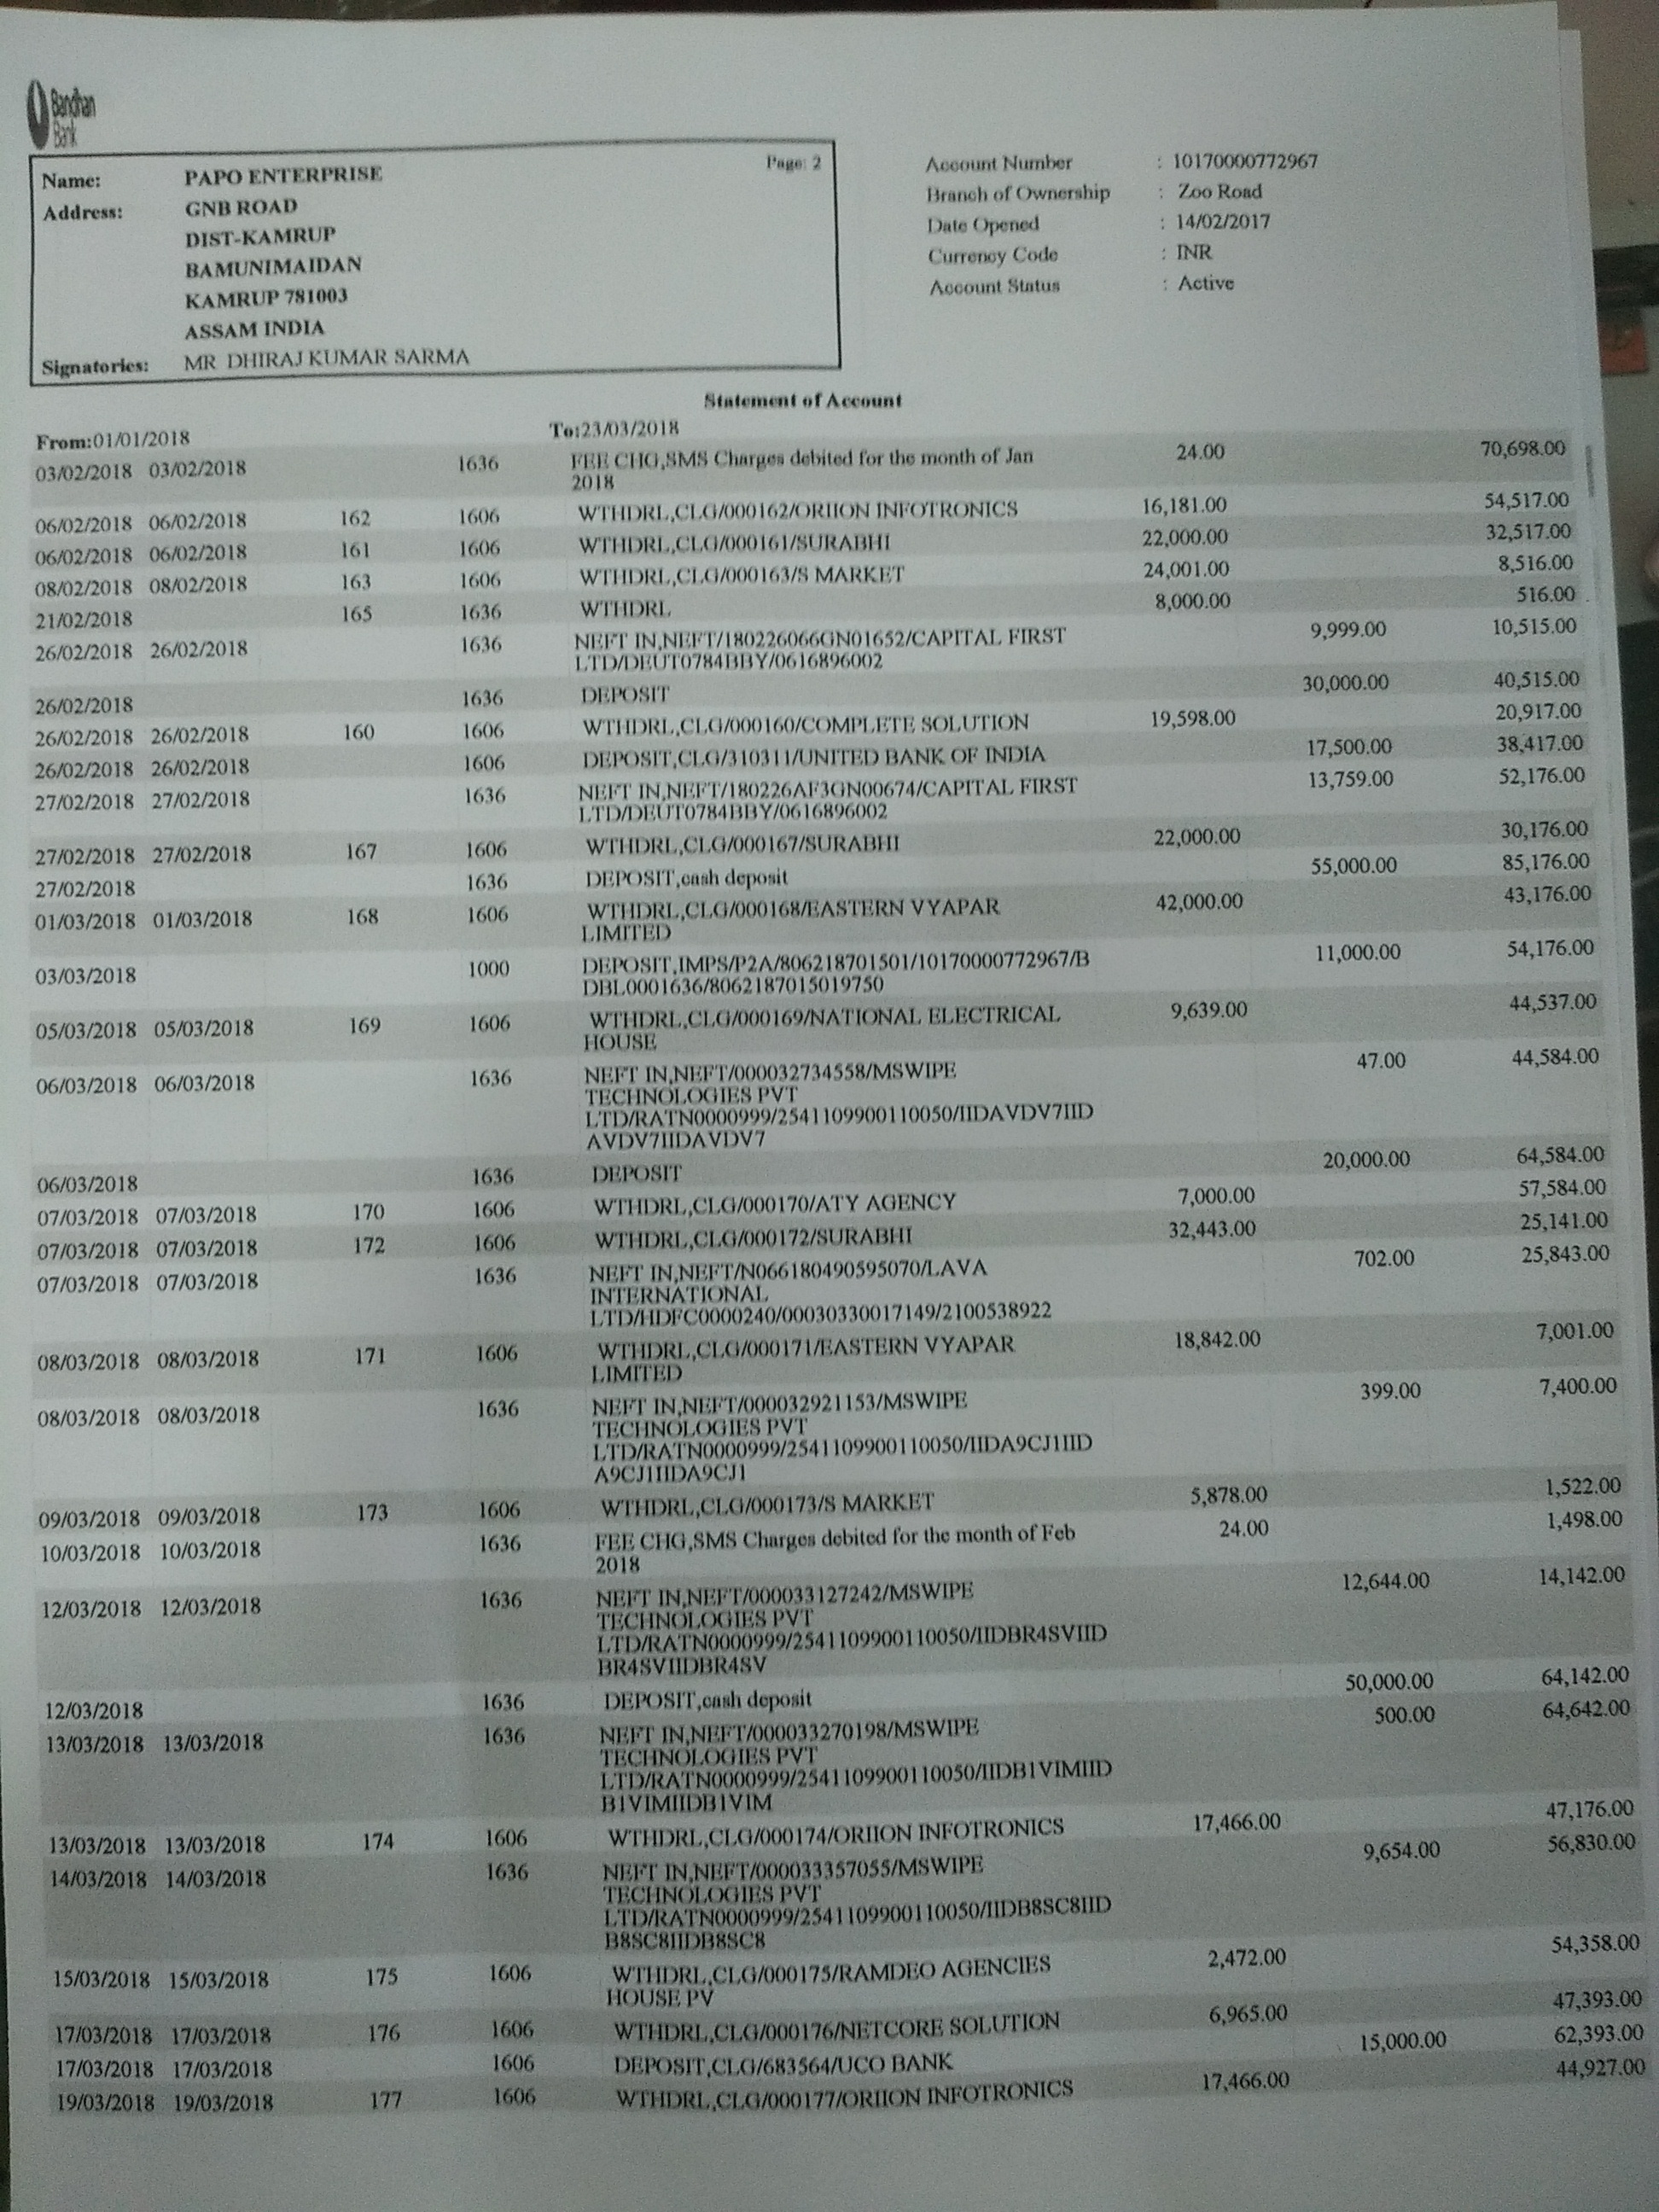 Bandhan
Bank
Page: 2
Name: PAPO ENTERPRISE
Address: GNB ROAD
DIST-KAMRUP
BAMUNIMAIDAN
KAMRUP 781003
ASSAM INDIA
Signatories: MR DHIRAJ KUMAR SARMA
Account Number : 10170000772967
Branch of Ownership : Zoo Road
Date Opened : 14/02/2017
Currency Code : INR
Account Status : Active
Statement of Account
From:01/01/2018 To:23/03/2018
03/02/2018 03/02/2018 1636 FEE CHG,SMS Charges debited for the month of Jan 24.00 70,698.00
2018
06/02/2018 06/02/2018 162 1606 WTHDRL,CLG/000162/ORIION INFOTRONICS 16,181.00 54,517.00
06/02/2018 06/02/2018 161 1606 WTHDRL,CLG/000161/SURABHI 22,000.00 32,517.00
08/02/2018 08/02/2018 163 1606 WTHDRL,CLG/000163/S MARKET 24,001.00 8,516.00
21/02/2018 165 1636 WTHDRL 8,000.00 516.00
26/02/2018 26/02/2018 1636 NEFT IN,NEFT/180226066GN01652/CAPITAL FIRST 9,999.00 10,515.00
LTD/DEUT0784BBY/0616896002
26/02/2018 1636 DEPOSIT 30,000.00 40,515.00
26/02/2018 26/02/2018 160 1606 WTHDRL,CLG/000160/COMPLETE SOLUTION 19,598.00 20,917.00
26/02/2018 26/02/2018 1606 DEPOSIT,CLG/310311/UNITED BANK OF INDIA 17,500.00 38,417.00
27/02/2018 27/02/2018 1636 NEFT IN,NEFT/180226AF3GN00674/CAPITAL FIRST 13,759.00 52,176.00
LTD/DEUT0784BBY/0616896002
27/02/2018 27/02/2018 167 1606 WTHDRL,CLG/000167/SURABHI 22,000.00 30,176.00
27/02/2018 1636 DEPOSIT,cash deposit 55,000.00 85,176.00
01/03/2018 01/03/2018 168 1606 WTHDRL,CLG/000168/EASTERN VYAPAR 42,000.00 43,176.00
LIMITED
03/03/2018 1000 DEPOSIT,IMPS/P2A/806218701501/10170000772967/B 11,000.00 54,176.00
DBL0001636/8062187015019750
05/03/2018 05/03/2018 169 1606 WTHDRL,CLG/000169/NATIONAL ELECTRICAL 9,639.00 44,537.00
HOUSE
06/03/2018 06/03/2018 1636 NEFT IN,NEFT/000032734558/MSWIPE 47.00 44,584.00
TECHNOLOGIES PVT
LTD/RATN0000999/2541109900110050/IIDAVDV7IID
AVDV7IIDAVDV7
06/03/2018 1636 DEPOSIT 20,000.00 64,584.00
07/03/2018 07/03/2018 170 1606 WTHDRL,CLG/000170/ATY AGENCY 7,000.00 57,584.00
07/03/2018 07/03/2018 172 1606 WTHDRL,CLG/000172/SURABHI 32,443.00 25,141.00
07/03/2018 07/03/2018 1636 NEFT IN,NEFT/N066180490595070/LAVA 702.00 25,843.00
INTERNATIONAL
LTD/HDFC0000240/00030330017149/2100538922
08/03/2018 08/03/2018 171 1606 WTHDRL,CLG/000171/EASTERN VYAPAR 18,842.00 7,001.00
LIMITED
08/03/2018 08/03/2018 1636 NEFT IN,NEFT/000032921153/MSWIPE 399.00 7,400.00
TECHNOLOGIES PVT
LTD/RATN0000999/2541109900110050/IIDA9CJ1IID
A9CJ1IIDA9CJ1
09/03/2018 09/03/2018 173 1606 WTHDRL,CLG/000173/S MARKET 5,878.00 1,522.00
10/03/2018 10/03/2018 1636 FEE CHG,SMS Charges debited for the month of Feb 24.00 1,498.00
2018
12/03/2018 12/03/2018 1636 NEFT IN,NEFT/000033127242/MSWIPE 12,644.00 14,142.00
TECHNOLOGIES PVT
LTD/RATN0000999/2541109900110050/IIDBR4SVIID
BR4SVIIDBR4SV
12/03/2018 1636 DEPOSIT,cash deposit 50,000.00 64,142.00
13/03/2018 13/03/2018 1636 NEFT IN,NEFT/000033270198/MSWIPE 500.00 64,642.00
TECHNOLOGIES PVT
LTD/RATN0000999/2541109900110050/IIDB1VIMIID
B1VIMIIDB1VIM
13/03/2018 13/03/2018 174 1606 WTHDRL,CLG/000174/ORIION INFOTRONICS 17,466.00 47,176.00
14/03/2018 14/03/2018 1636 NEFT IN,NEFT/000033357055/MSWIPE 9,654.00 56,830.00
TECHNOLOGIES PVT
LTD/RATN0000999/2541109900110050/IIDB8SC8IID
B8SC8IIDB8SC8
15/03/2018 15/03/2018 175 1606 WTHDRL,CLG/000175/RAMDEO AGENCIES 2,472.00 54,358.00
HOUSE PV
17/03/2018 17/03/2018 176 1606 WTHDRL,CLG/000176/NETCORE SOLUTION 6,965.00 47,393.00
17/03/2018 17/03/2018 1606 DEPOSIT,CLG/683564/UCO BANK 15,000.00 62,393.00
19/03/2018 19/03/2018 177 1606 WTHDRL,CLG/000177/ORIION INFOTRONICS 17,466.00 44,927.00